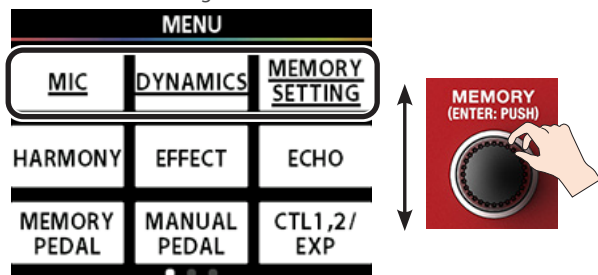 MENU
MIC DYNAMICS MEMORY
SETTING
HARMONY EFFECT ECHO
MEMORY MANUAL CTL1,2/
PEDAL PEDAL EXP
MEMORY
(ENTER: PUSH)